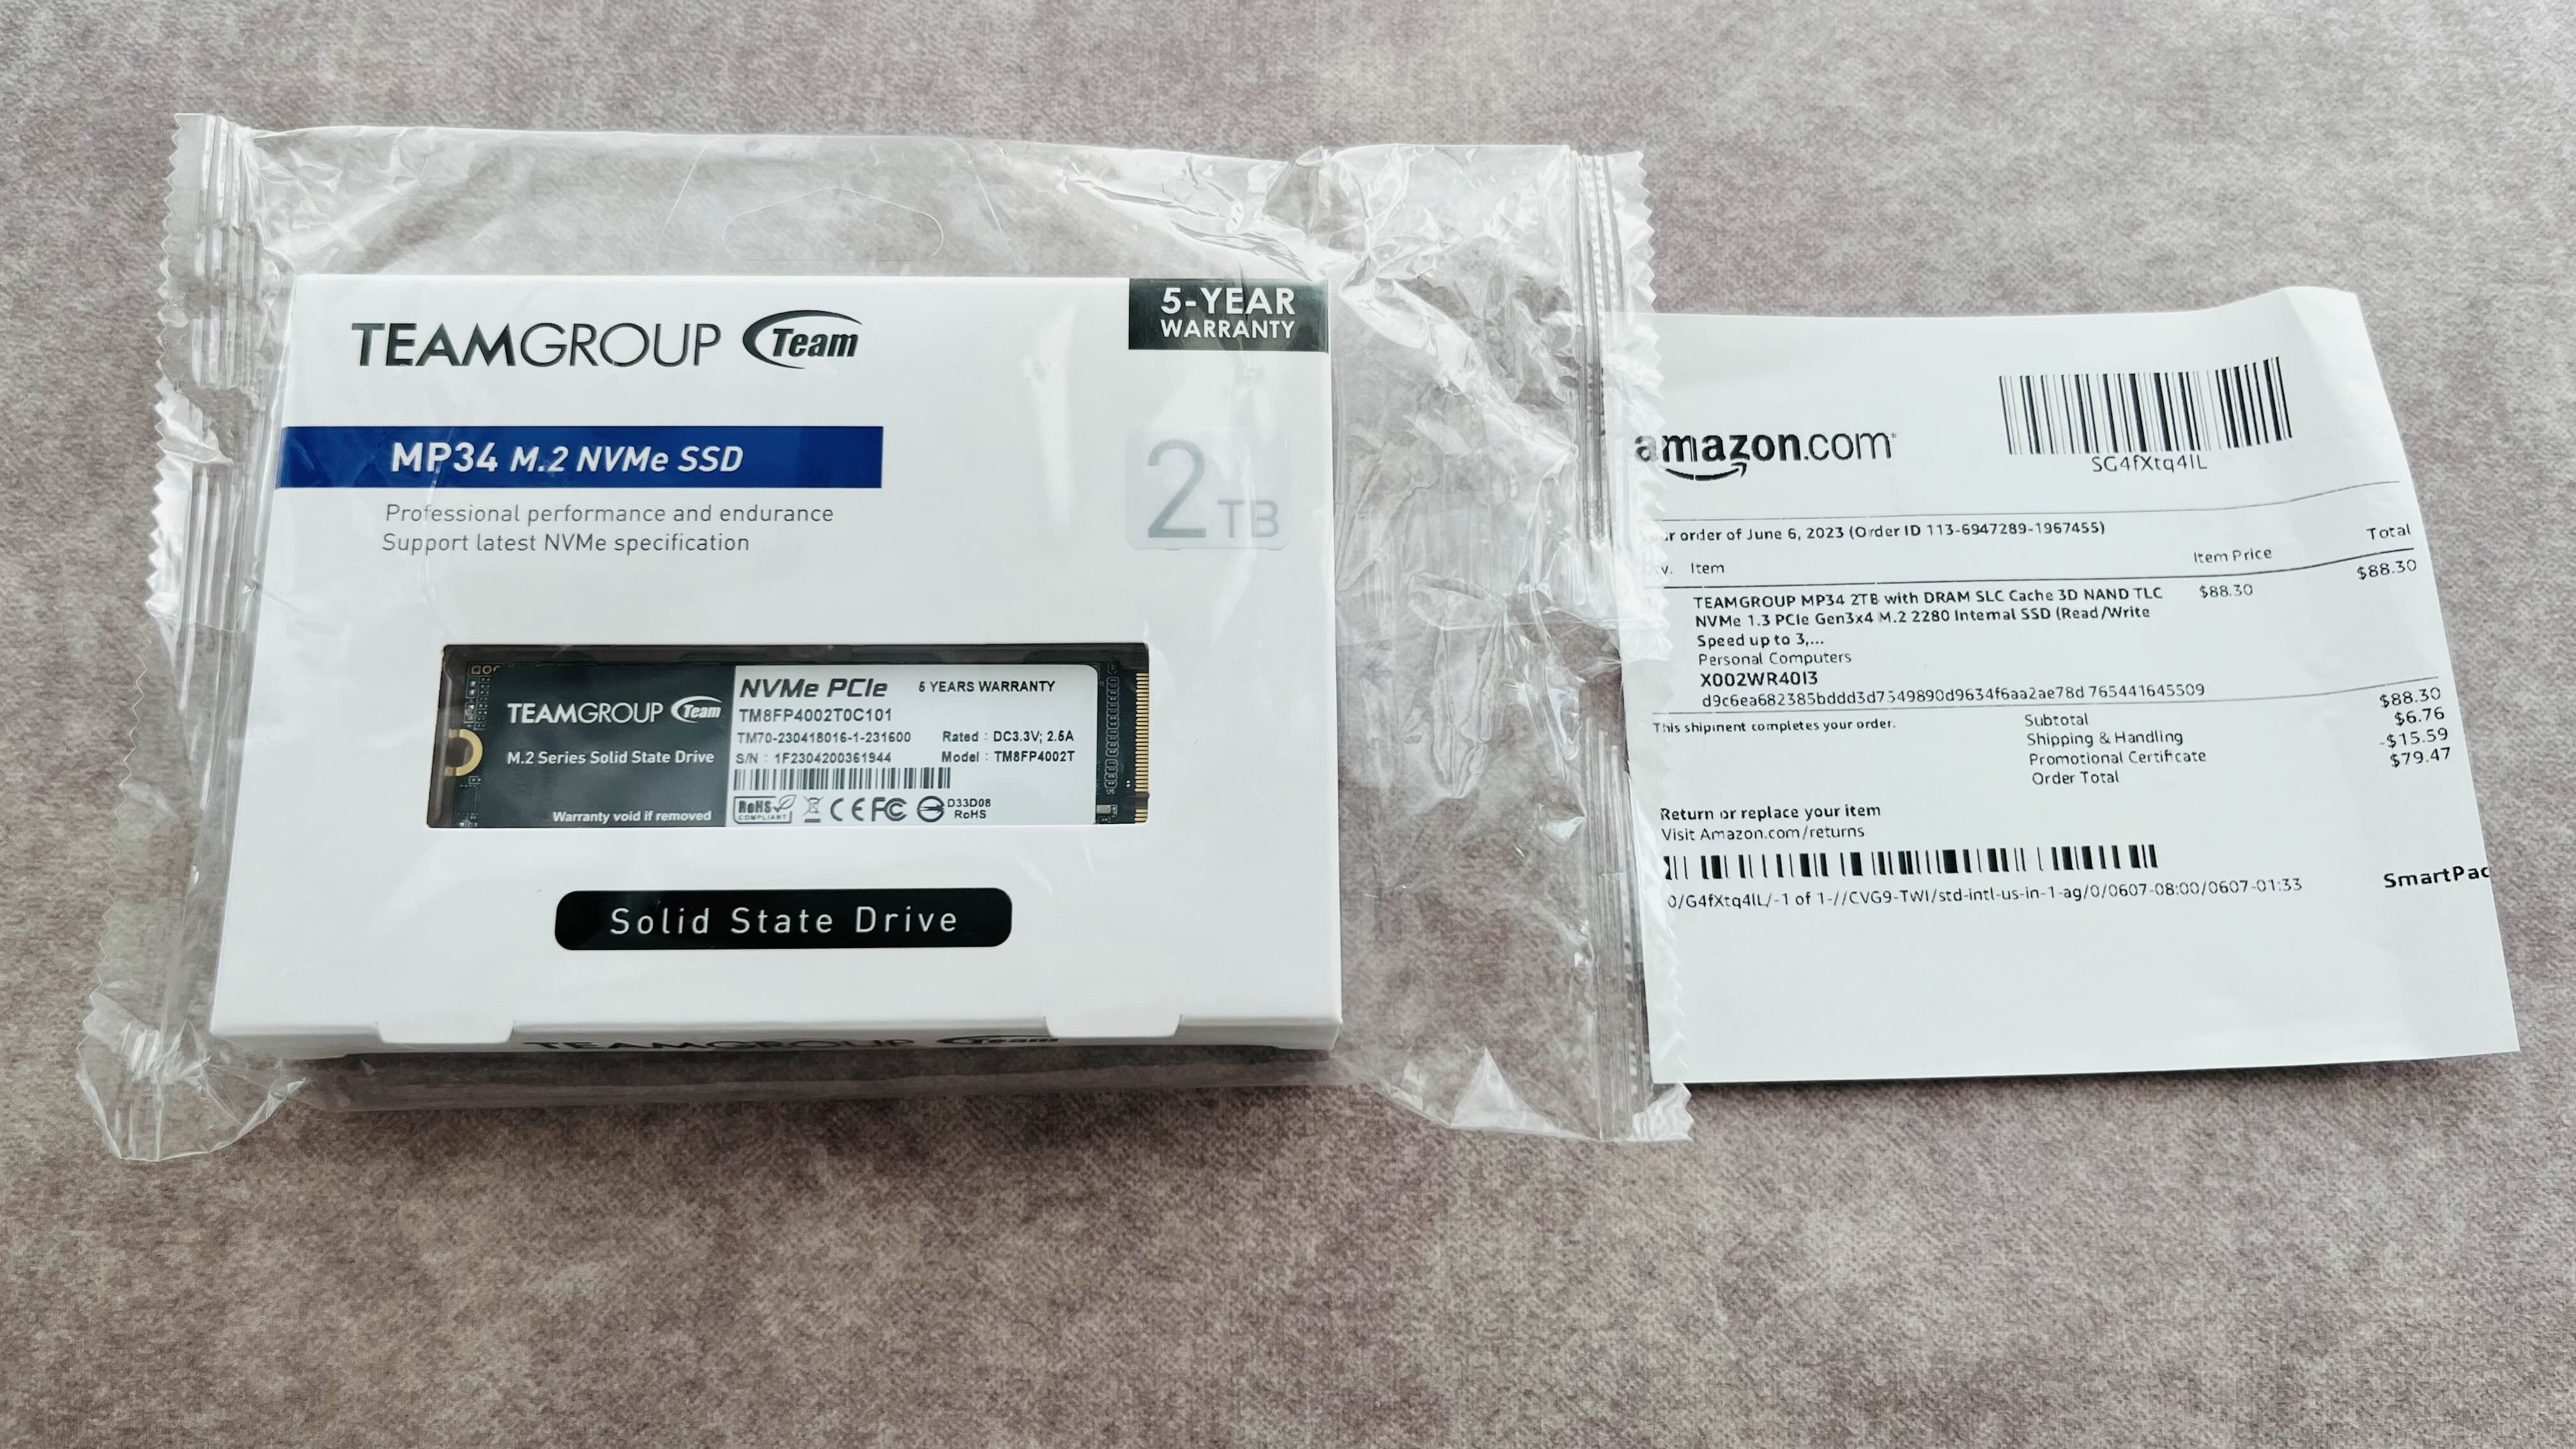 TEAMGROUP Team
5-YEAR
WARRANTY
MP34 M.2 NVMe SSD
Professional performance and endurance
Support latest NVMe specification
2TB
TEAMGROUP Team
M.2 Series Solid State Drive
Warranty void if removed
NVMe PCIe 5 YEARS WARRANTY
TM8FP4002T0C101
TM70-230418016-1-231600 Rated : DC3.3V; 2.5A
S/N : 1F2304200361944 Model : TM8FP4002T
RoHS COMPLIANT CE FC D33D08 RoHS
Solid State Drive
TEAMGROUP Team
amazon.com
SG4fXtq4lL
order of June 6, 2023 (Order ID 113-6947289-1967455)
Item Item Price Total
TEAMGROUP MP34 2TB with DRAM SLC Cache 3D NAND TLC $88.30 $88.30
NVMe 1.3 PCIe Gen3x4 M.2 2280 Internal SSD (Read/Write
Speed up to 3,...
Personal Computers
X002WR40I3
d9c6ea682385bddd3d7549890d9634f6aa2ae78d 765441645509
This shipment completes your order.
Subtotal $88.30
Shipping & Handling $6.76
Promotional Certificate -$15.59
Order Total $79.47
Return or replace your item
Visit Amazon.com/returns
0/G4fXtq4lL/-1 of 1-//CVG9-TWI/std-intl-us-in-1-ag/0/0607-08:00/0607-01:33
SmartPac